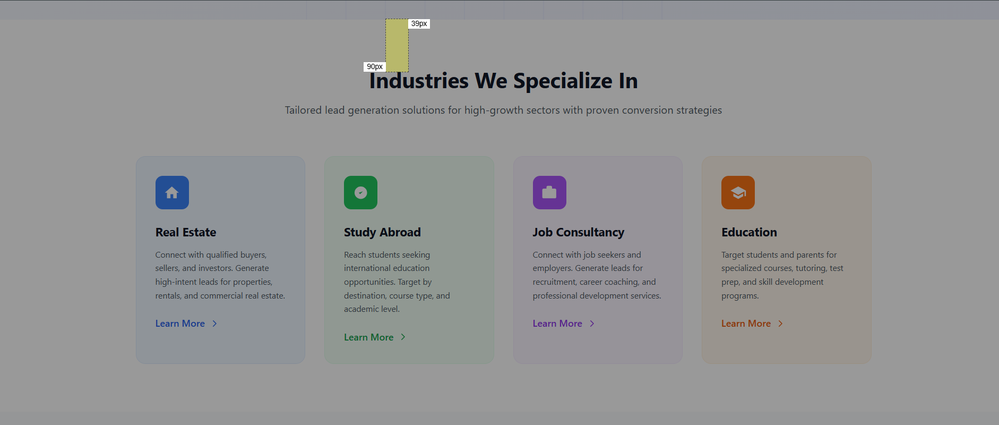 39px
90px
Industries We Specialize In
Tailored lead generation solutions for high-growth sectors with proven conversion strategies
Real Estate
Connect with qualified buyers,
sellers, and investors. Generate
high-intent leads for properties,
rentals, and commercial real estate.
Learn More
Study Abroad
Reach students seeking
international education
opportunities. Target by
destination, course type, and
academic level.
Learn More
Job Consultancy
Connect with job seekers and
employers. Generate leads for
recruitment, career coaching, and
professional development services.
Learn More
Education
Target students and parents for
specialized courses, tutoring, test
prep, and skill development
programs.
Learn More